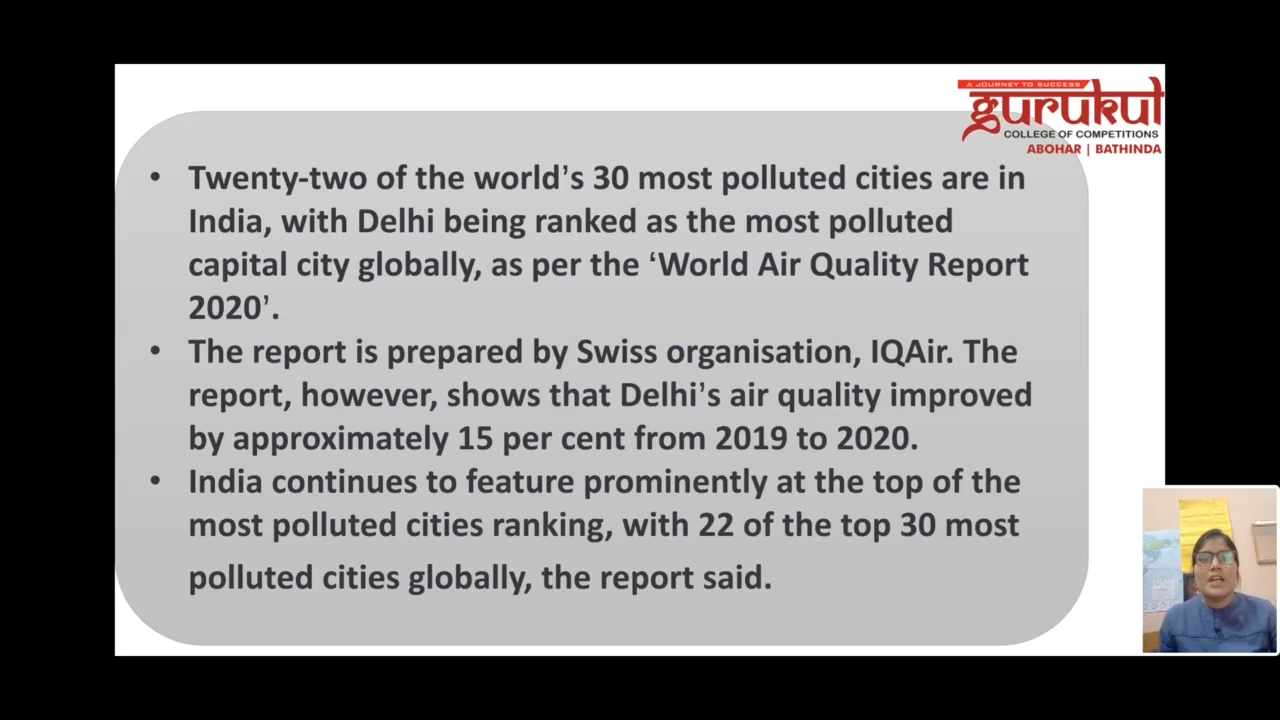 A JOURNEY TO SUCCESS
gurukul
COLLEGE OF COMPETITIONS
ABOHAR | BATHINDA
• Twenty-two of the world’s 30 most polluted cities are in
India, with Delhi being ranked as the most polluted
capital city globally, as per the ‘World Air Quality Report
2020’.
• The report is prepared by Swiss organisation, IQAir. The
report, however, shows that Delhi’s air quality improved
by approximately 15 per cent from 2019 to 2020.
• India continues to feature prominently at the top of the
most polluted cities ranking, with 22 of the top 30 most
polluted cities globally, the report said.